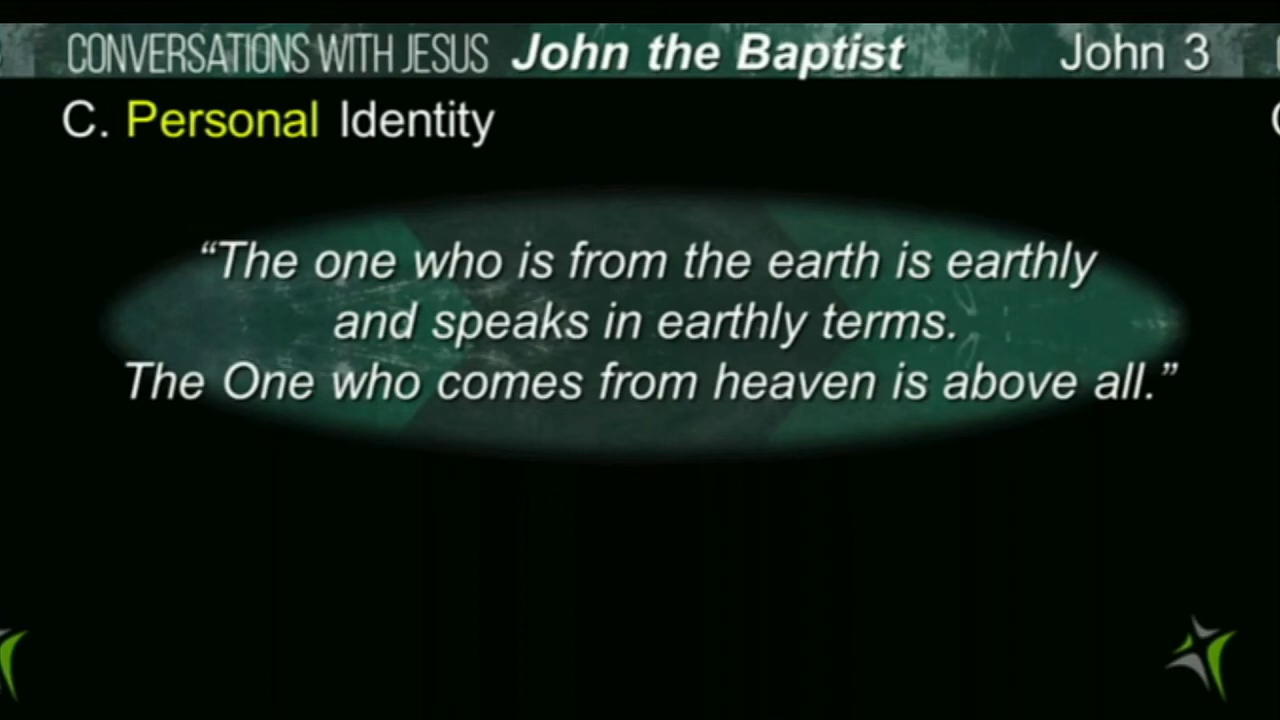 CONVERSATIONS WITH JESUS John the Baptist John 3
C. Personal Identity
“The one who is from the earth is earthly
and speaks in earthly terms.
The One who comes from heaven is above all.”